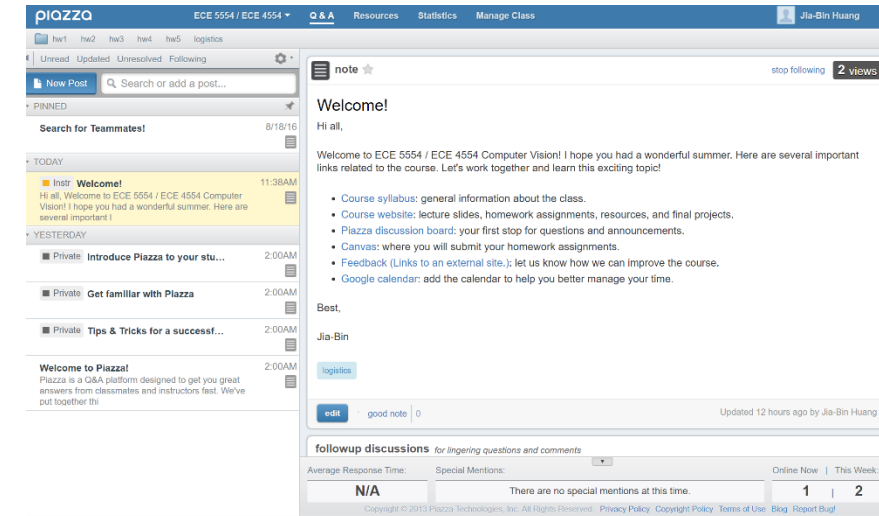 piazza
ECE 5554 / ECE 4554
Q & A
Resources
Statistics
Manage Class
Jia-Bin Huang
hw1 hw2 hw3 hw4 hw5 logistics
Unread Updated Unresolved Following
New Post
Search or add a post...
PINNED
Search for Teammates! 8/18/16
TODAY
Instr Welcome! 11:38AM
Hi all, Welcome to ECE 5554 / ECE 4554 Computer
Vision! I hope you had a wonderful summer. Here are
several important l
YESTERDAY
Private Introduce Piazza to your stu... 2:00AM
Private Get familiar with Piazza 2:00AM
Private Tips & Tricks for a successf... 2:00AM
Welcome to Piazza! 2:00AM
Piazza is a Q&A platform designed to get you great
answers from classmates and instructors fast. We've
put together thi
note
stop following
2 views
Welcome!
Hi all,
Welcome to ECE 5554 / ECE 4554 Computer Vision! I hope you had a wonderful summer. Here are several important
links related to the course. Let's work together and learn this exciting topic!
• Course syllabus: general information about the class.
• Course website: lecture slides, homework assignments, resources, and final projects.
• Piazza discussion board: your first stop for questions and announcements.
• Canvas: where you will submit your homework assignments.
• Feedback (Links to an external site.): let us know how we can improve the course.
• Google calendar: add the calendar to help you better manage your time.
Best,
Jia-Bin
logistics
edit · good note | 0
Updated 12 hours ago by Jia-Bin Huang
followup discussions for lingering questions and comments
Average Response Time: Special Mentions: Online Now | This Week:
N/A There are no special mentions at this time. 1 | 2
Copyright © 2013 Piazza Technologies, Inc. All Rights Reserved. Privacy Policy Copyright Policy Terms of Use Blog Report Bug!